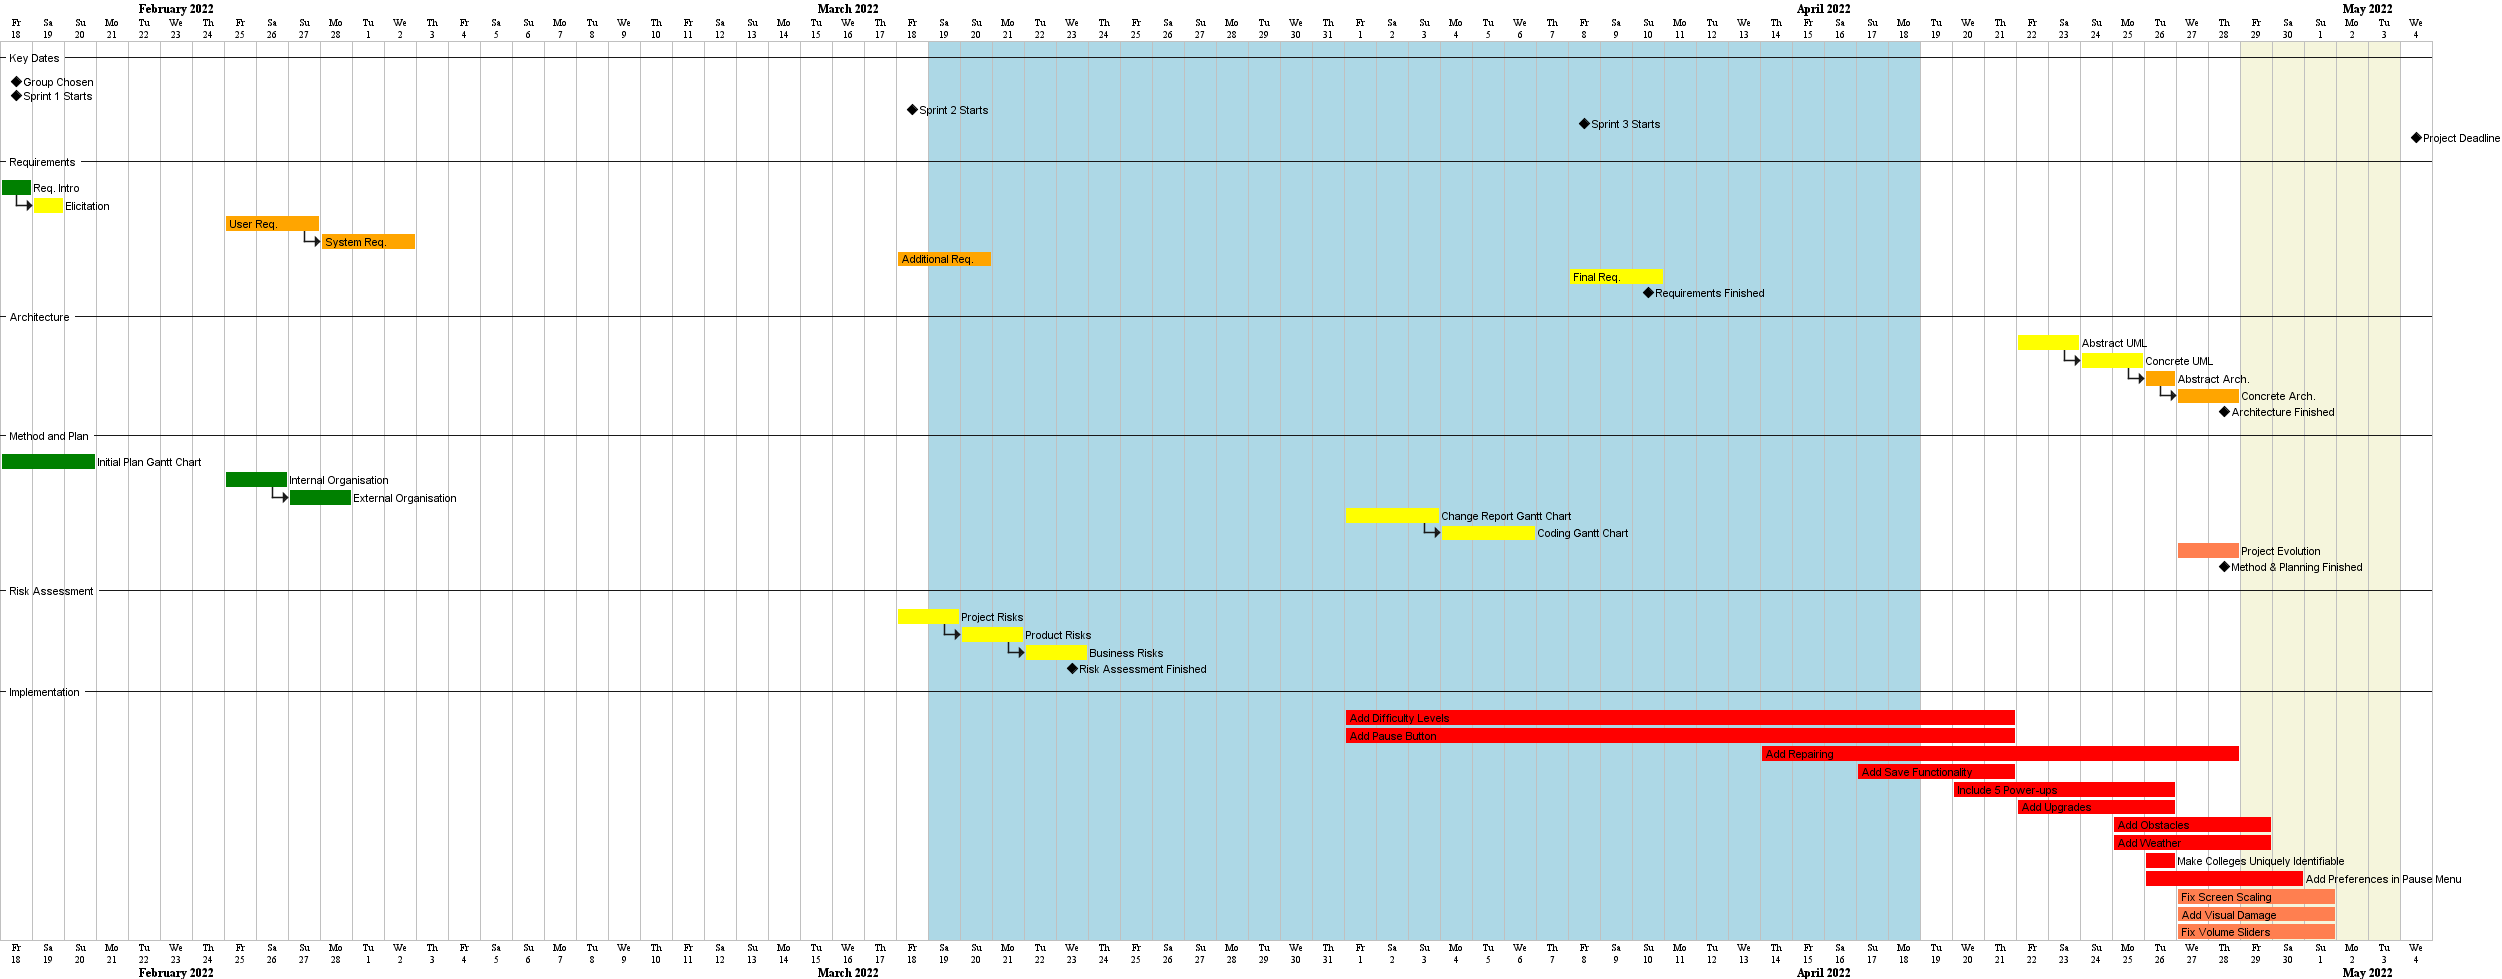 February 2022 March 2022 April 2022 May 2022
Fr Sa Su Mo Tu We Th Fr Sa Su Mo Tu We Th Fr Sa Su Mo Tu We Th Fr Sa Su Mo Tu We Th Fr Sa Su Mo Tu We Th Fr Sa Su Mo Tu We Th Fr Sa Su Mo Tu We Th Fr Sa Su Mo Tu We Th Fr Sa Su Mo Tu We Th Fr Sa Su Mo Tu We Th Fr Sa Su Mo Tu We
18 19 20 21 22 23 24 25 26 27 28 1 2 3 4 5 6 7 8 9 10 11 12 13 14 15 16 17 18 19 20 21 22 23 24 25 26 27 28 29 30 31 1 2 3 4 5 6 7 8 9 10 11 12 13 14 15 16 17 18 19 20 21 22 23 24 25 26 27 28 29 30 1 2 3 4
Key Dates
Group Chosen
Sprint 1 Starts
Sprint 2 Starts
Sprint 3 Starts
Project Deadline
Requirements
Req. Intro
Elicitation
User Req.
System Req.
Additional Req.
Final Req.
Requirements Finished
Architecture
Abstract UML
Concrete UML
Abstract Arch.
Concrete Arch.
Architecture Finished
Method and Plan
Initial Plan Gantt Chart
Internal Organisation
External Organisation
Change Report Gantt Chart
Coding Gantt Chart
Project Evolution
Method & Planning Finished
Risk Assessment
Project Risks
Product Risks
Business Risks
Risk Assessment Finished
Implementation
Add Difficulty Levels
Add Pause Button
Add Repairing
Add Save Functionality
Include 5 Power-ups
Add Upgrades
Add Obstacles
Add Weather
Make Colleges Uniquely Identifiable
Add Preferences in Pause Menu
Fix Screen Scaling
Add Visual Damage
Fix Volume Sliders
Fr Sa Su Mo Tu We Th Fr Sa Su Mo Tu We Th Fr Sa Su Mo Tu We Th Fr Sa Su Mo Tu We Th Fr Sa Su Mo Tu We Th Fr Sa Su Mo Tu We Th Fr Sa Su Mo Tu We Th Fr Sa Su Mo Tu We Th Fr Sa Su Mo Tu We Th Fr Sa Su Mo Tu We Th Fr Sa Su Mo Tu We
18 19 20 21 22 23 24 25 26 27 28 1 2 3 4 5 6 7 8 9 10 11 12 13 14 15 16 17 18 19 20 21 22 23 24 25 26 27 28 29 30 31 1 2 3 4 5 6 7 8 9 10 11 12 13 14 15 16 17 18 19 20 21 22 23 24 25 26 27 28 29 30 1 2 3 4
February 2022 March 2022 April 2022 May 2022